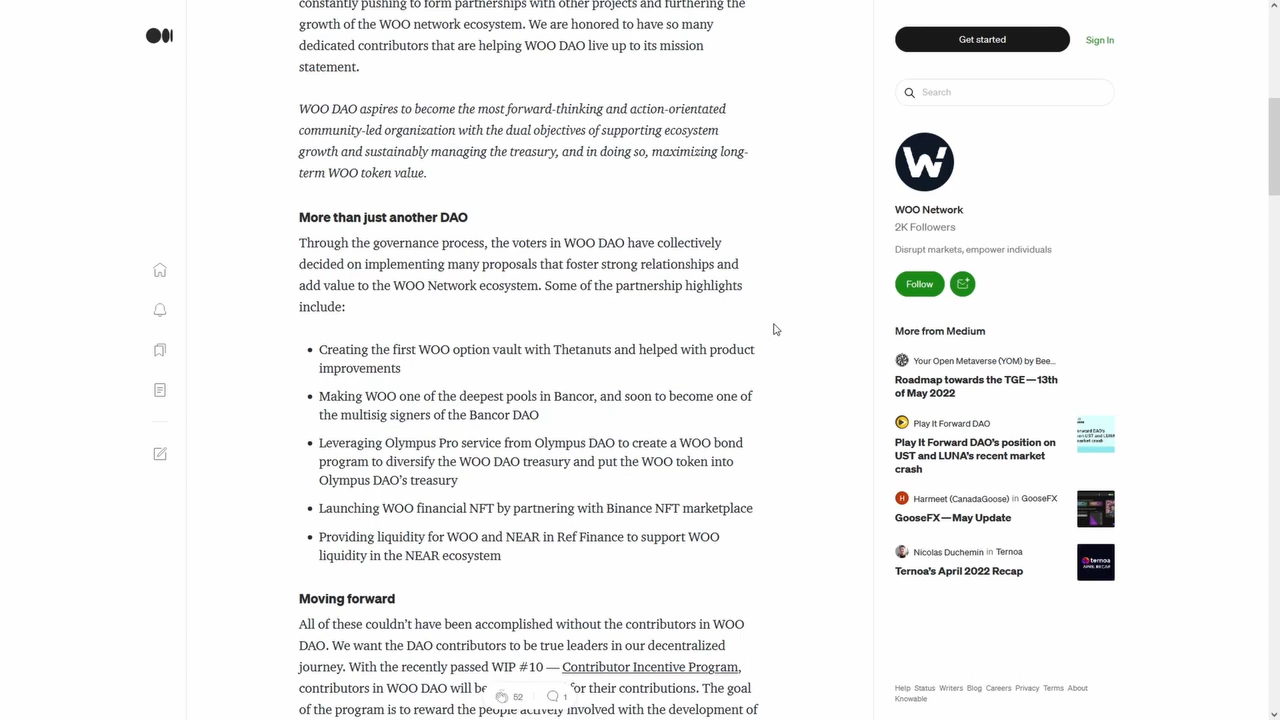 constantly pushing to form partnerships with other projects and furthering the
growth of the WOO network ecosystem. We are honored to have so many
dedicated contributors that are helping WOO DAO live up to its mission
statement.
WOO DAO aspires to become the most forward-thinking and action-orientated
community-led organization with the dual objectives of supporting ecosystem
growth and sustainably managing the treasury, and in doing so, maximizing long-
term WOO token value.
More than just another DAO
Through the governance process, the voters in WOO DAO have collectively
decided on implementing many proposals that foster strong relationships and
add value to the WOO Network ecosystem. Some of the partnership highlights
include:
• Creating the first WOO option vault with Thetanuts and helped with product
improvements
• Making WOO one of the deepest pools in Bancor, and soon to become one of
the multisig signers of the Bancor DAO
• Leveraging Olympus Pro service from Olympus DAO to create a WOO bond
program to diversify the WOO DAO treasury and put the WOO token into
Olympus DAO's treasury
• Launching WOO financial NFT by partnering with Binance NFT marketplace
• Providing liquidity for WOO and NEAR in Ref Finance to support WOO
liquidity in the NEAR ecosystem
Moving forward
All of these couldn't have been accomplished without the contributors in WOO
DAO. We want the DAO contributors to be true leaders in our decentralized
journey. With the recently passed WIP #10 — Contributor Incentive Program,
contributors in WOO DAO will be for their contributions. The goal
of the program is to reward the people actively involved with the development of
52
1
Get started
Sign In
Search
W
WOO Network
2K Followers
Disrupt markets, empower individuals
Follow
More from Medium
Your Open Metaverse (YOM) by Bee...
Roadmap towards the TGE — 13th
of May 2022
Play It Forward DAO
Play It Forward DAO's position on
UST and LUNA's recent market
crash
Harmeet (CanadaGoose) in GooseFX
GooseFX — May Update
Nicolas Duchemin in Ternoa
Ternoa's April 2022 Recap
Help Status Writers Blog Careers Privacy Terms About
Knowable